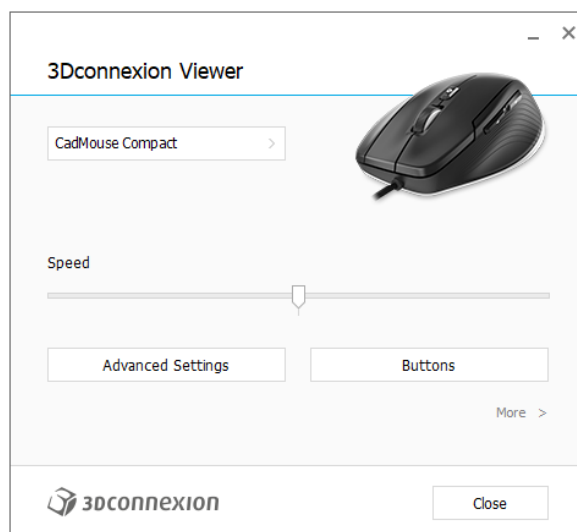 3Dconnexion Viewer
CadMouse Compact >
Speed
Advanced Settings
Buttons
More >
3Dconnexion
Close